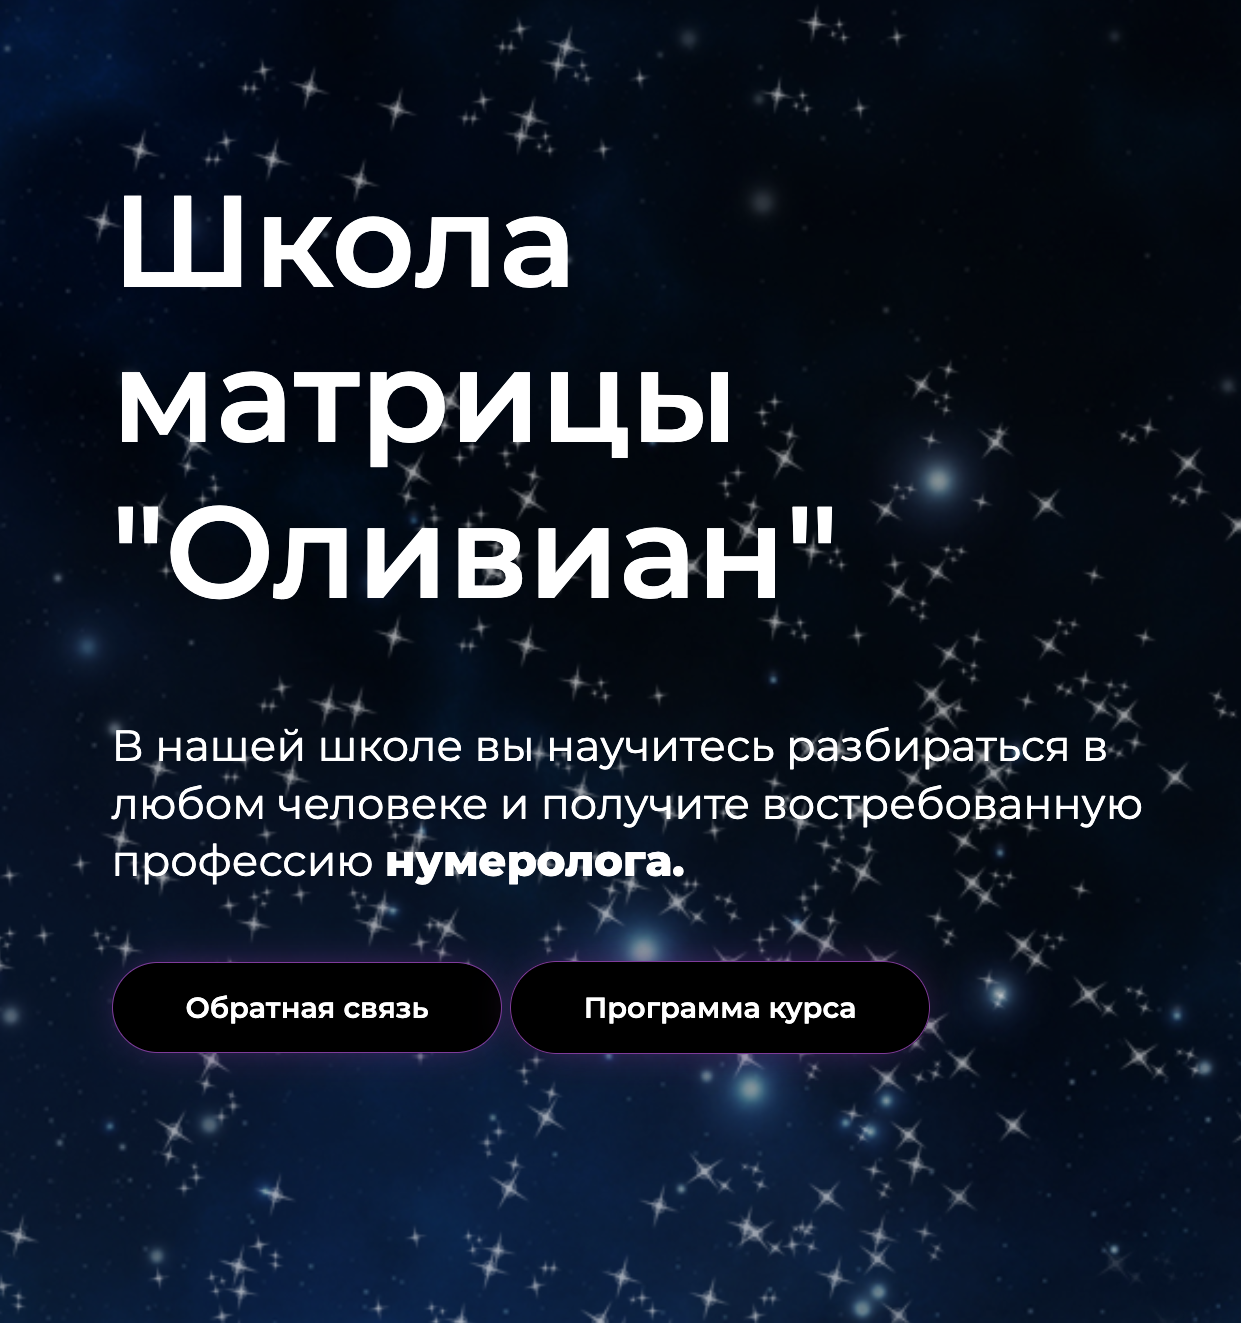 Школа
матрицы
"Оливиан"
В нашей школе вы научитесь разбираться в
любом человеке и получите востребованную
профессию нумеролога.
Обратная связь
Программа курса